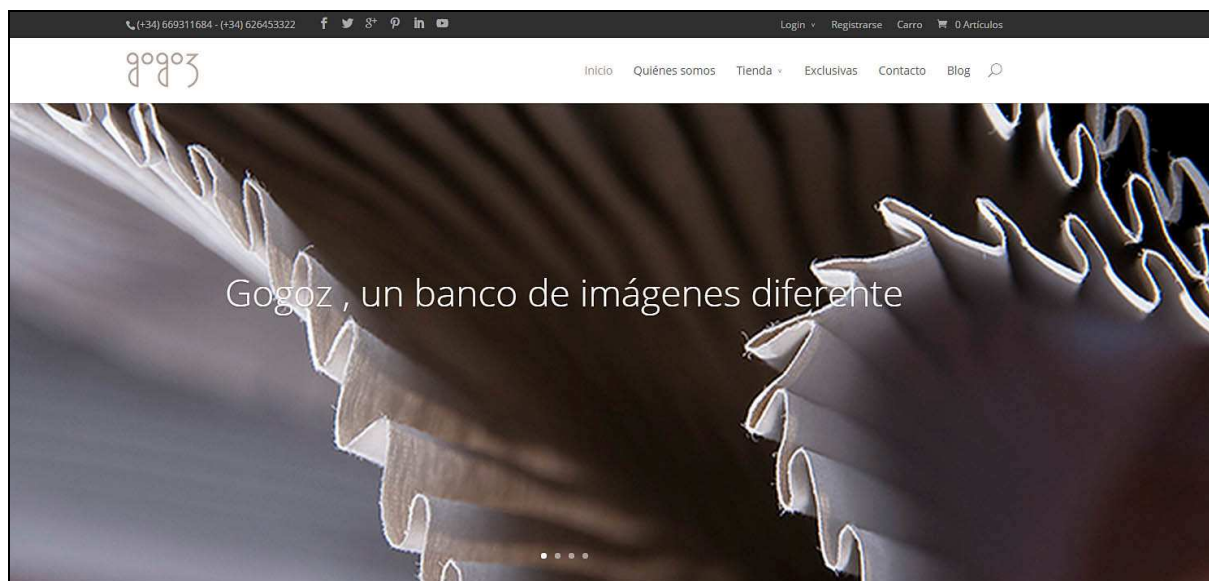 (+34) 669311684 - (+34) 626453322 Login Registrarse Carro 0 Artículos
gogoz
Inicio Quiénes somos Tienda Exclusivas Contacto Blog
Gogoz , un banco de imágenes diferente